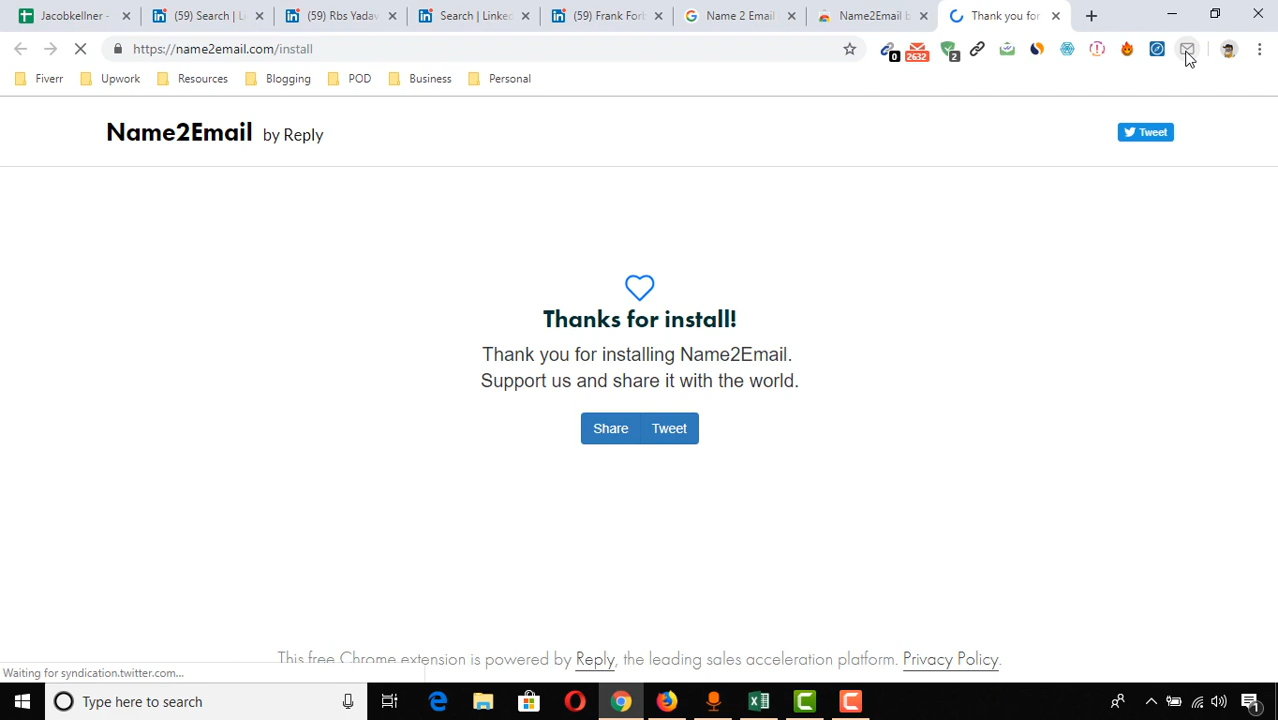 Jacobkellner -
(59) Search | Li
(59) Rbs Yadav
Search | Linked
(59) Frank Forb
Name 2 Email
Name2Email b
Thank you for
https://name2email.com/install
0
2632
2
Fiverr
Upwork
Resources
Blogging
POD
Business
Personal
Name2Email by Reply
Tweet
Thanks for install!
Thank you for installing Name2Email.
Support us and share it with the world.
Share Tweet
This free Chrome extension is powered by Reply, the leading sales acceleration platform. Privacy Policy.
Waiting for syndication.twitter.com...
Type here to search
1